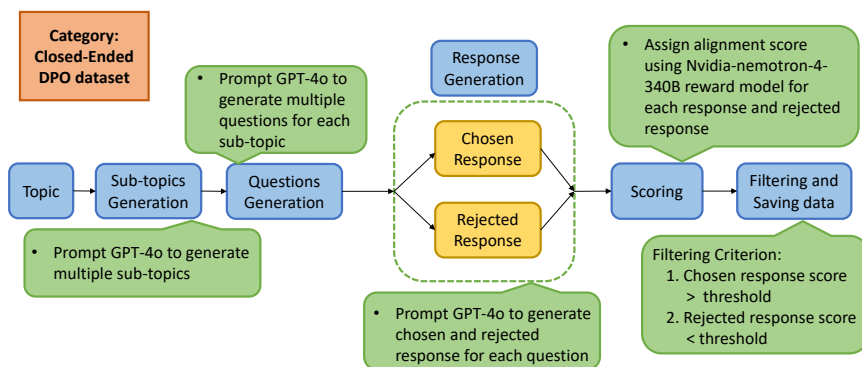 Category:
Closed-Ended
DPO dataset
• Prompt GPT-4o to
generate multiple
questions for each
sub-topic
Response
Generation
• Assign alignment score
using Nvidia-nemotron-4-
340B reward model for
each response and rejected
response
Topic
Sub-topics
Generation
Questions
Generation
Chosen
Response
Rejected
Response
Scoring
Filtering and
Saving data
• Prompt GPT-4o to generate
multiple sub-topics
• Prompt GPT-4o to generate
chosen and rejected
response for each question
Filtering Criterion:
1. Chosen response score
> threshold
2. Rejected response score
< threshold